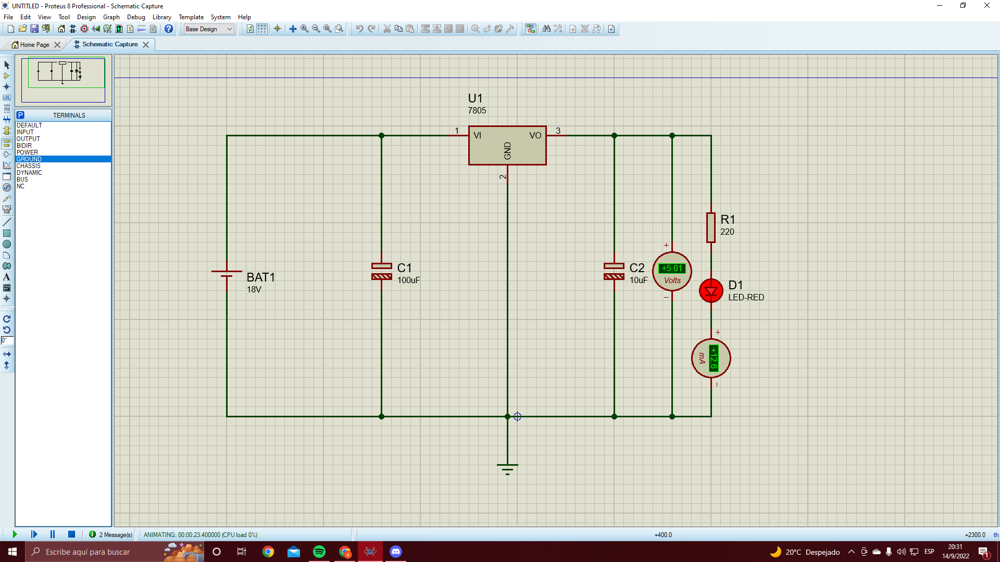 UNTITLED - Proteus 8 Professional - Schematic Capture
File Edit View Tool Design Graph Debug Library Template System Help
Base Design
Home Page
Schematic Capture
P TERMINALS
DEFAULT
INPUT
OUTPUT
BIDIR
POWER
GROUND
CHASSIS
DYNAMIC
BUS
NC
LBL
A
S
0°
U1
7805
1
VI
VO
3
GND
2
BAT1
18V
C1
100uF
C2
10uF
+
+5.01
Volts
−
R1
220
D1
LED-RED
+
+12.6
mA
−
2 Message(s)
ANIMATING: 00:00:23.400000 (CPU load 0%)
+400.0
+2300.0
th
Escribe aquí para buscar
A
20°C Despejado
ESP
20:31
14/9/2022
1